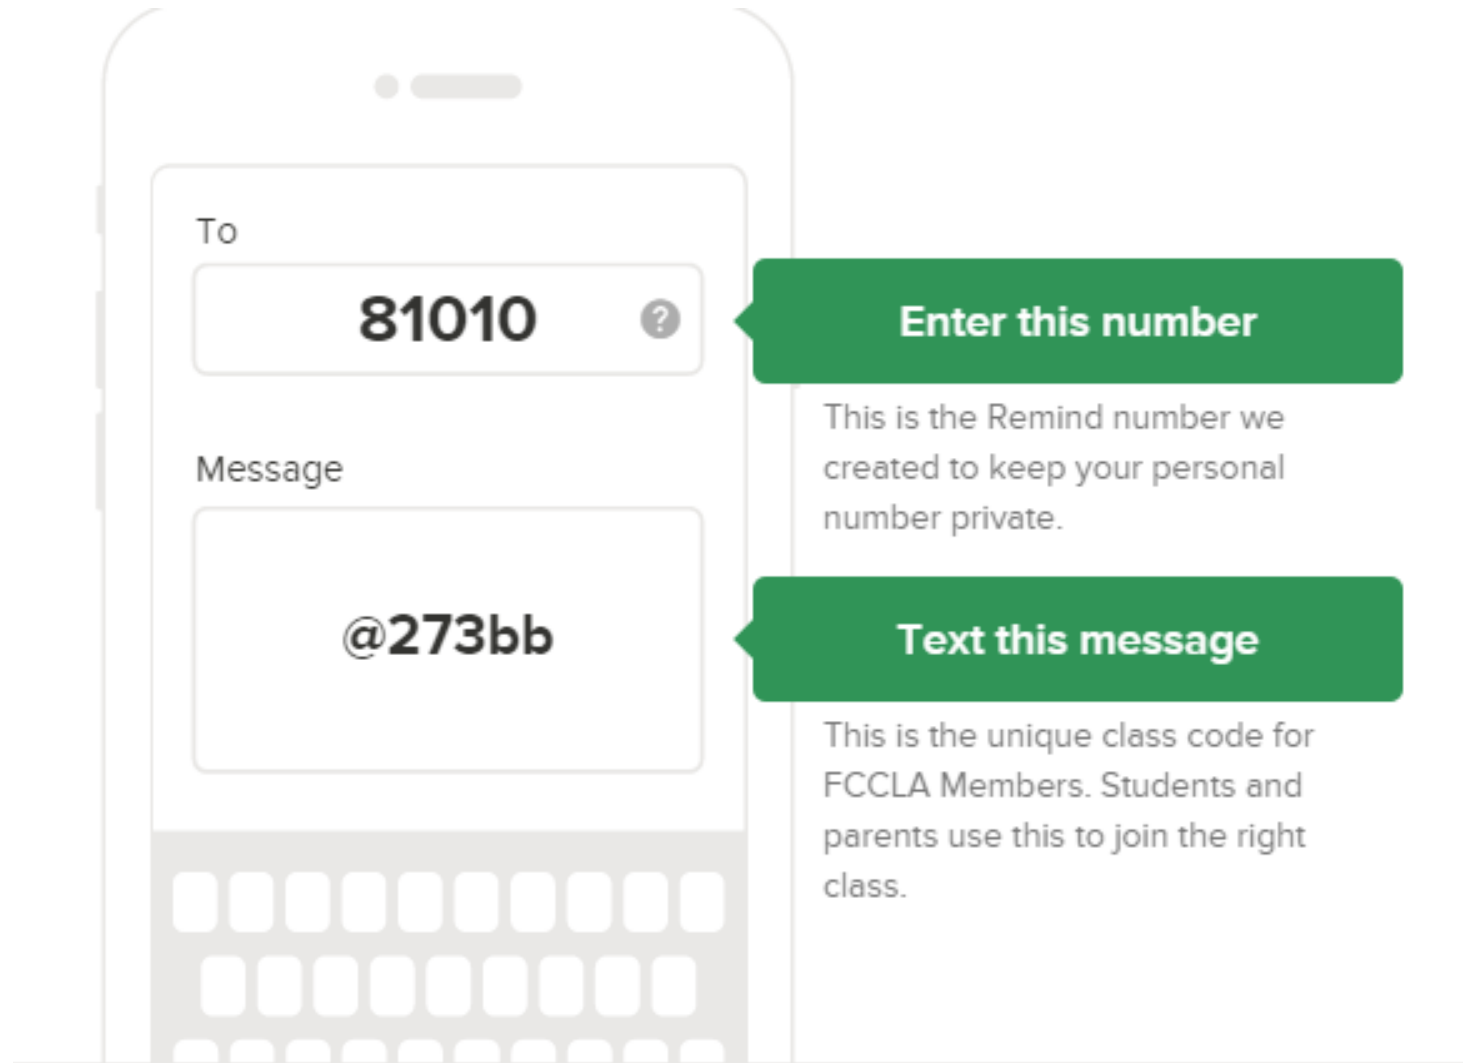 To
81010
?
Enter this number
This is the Remind number we
created to keep your personal
number private.
Message
@273bb
Text this message
This is the unique class code for
FCCLA Members. Students and
parents use this to join the right
class.